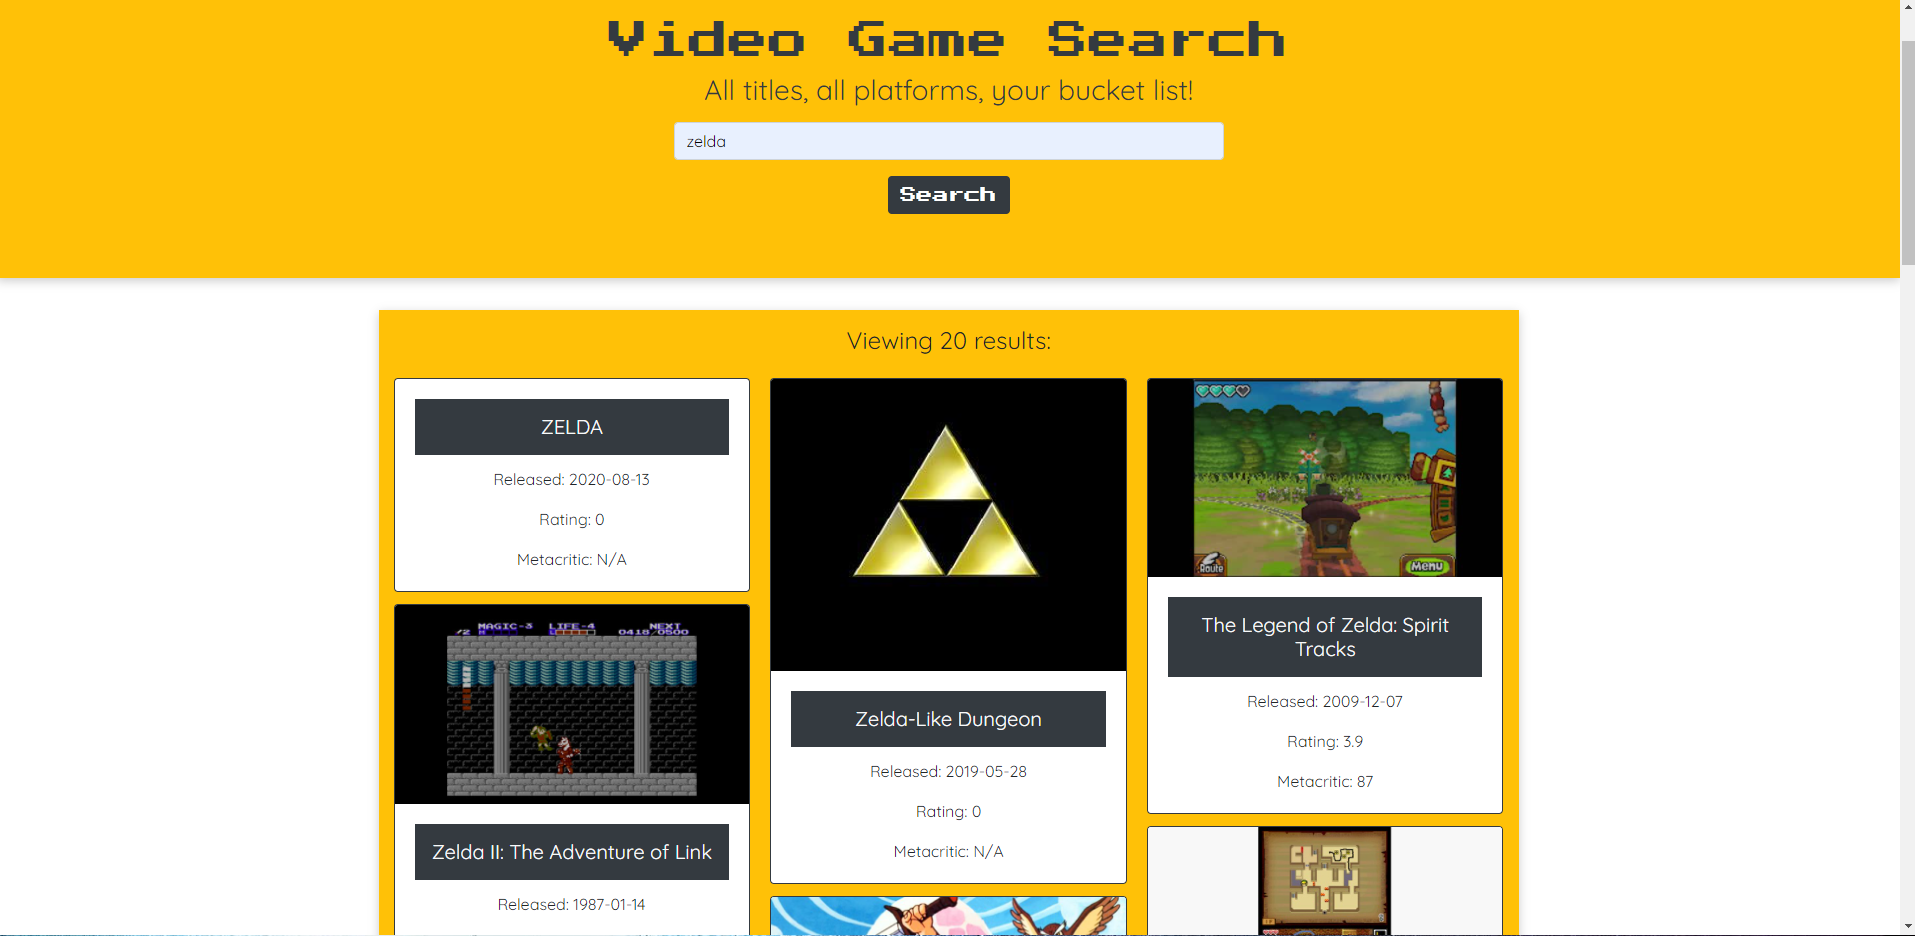 Video Game Search
All titles, all platforms, your bucket list!
zelda
Search
Viewing 20 results:
ZELDA
Released: 2020-08-13
Rating: 0
Metacritic: N/A
MAGIC-3 LIFE-4 NEXT
0418/0500
Zelda II: The Adventure of Link
Released: 1987-01-14
Zelda-Like Dungeon
Released: 2019-05-28
Rating: 0
Metacritic: N/A
Route
Menu
The Legend of Zelda: Spirit
Tracks
Released: 2009-12-07
Rating: 3.9
Metacritic: 87